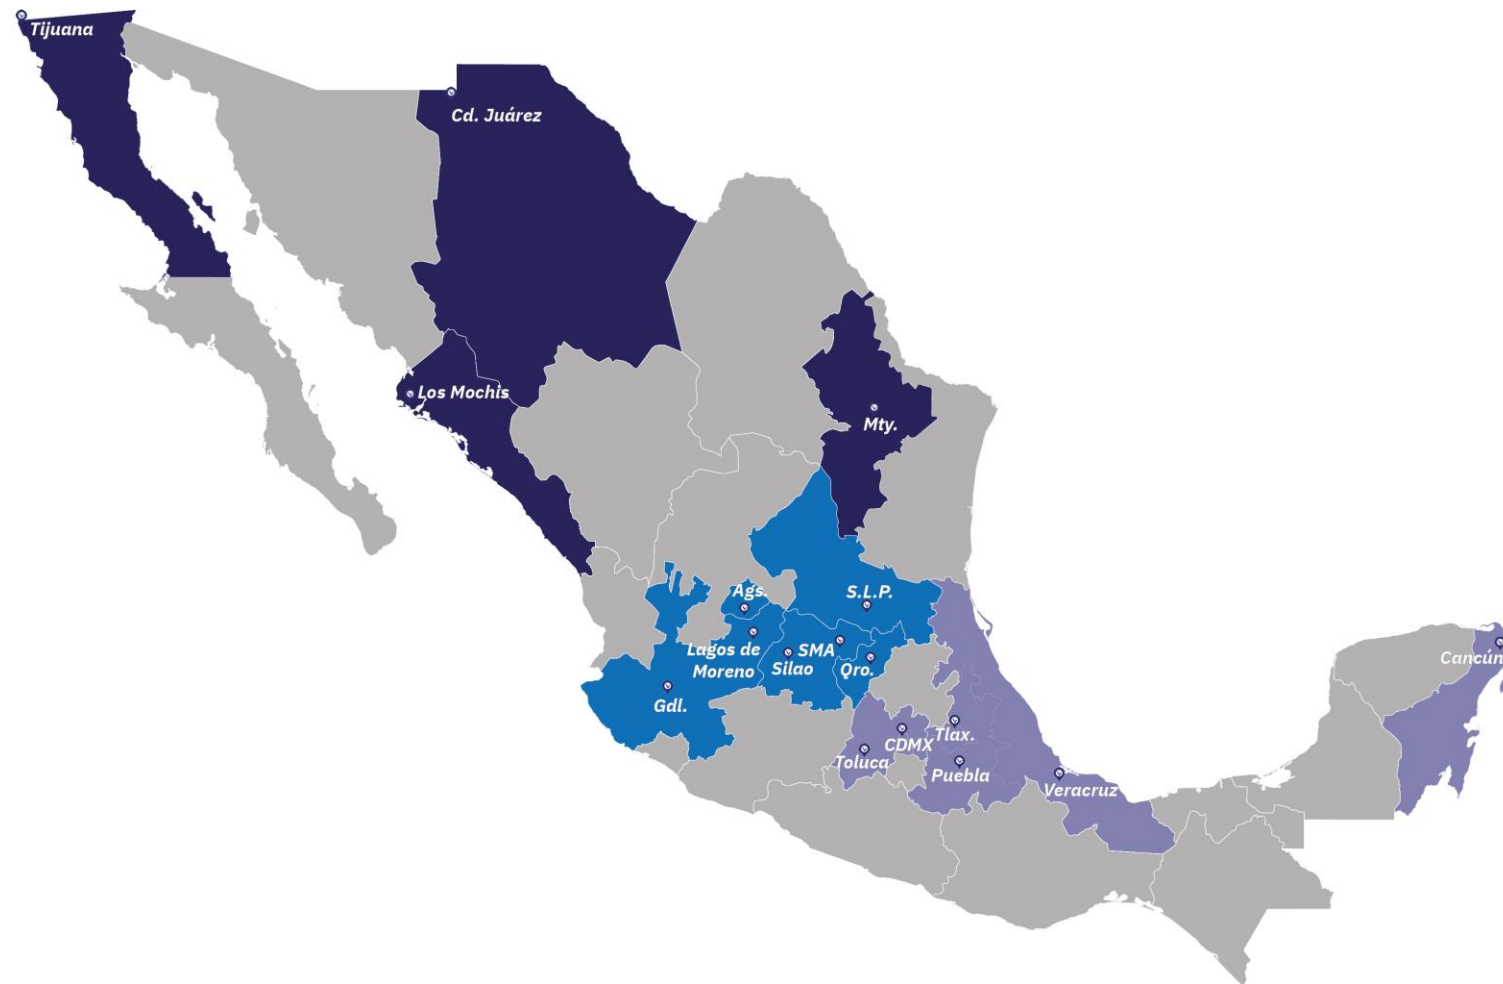 Tijuana
Cd. Juárez
Los Mochis
Mty.
Ags.
S.L.P.
Lagos de
Moreno
SMA
Silao
Qro.
Gdl.
Cancún
CDMX
Tlax.
Toluca
Puebla
Veracruz